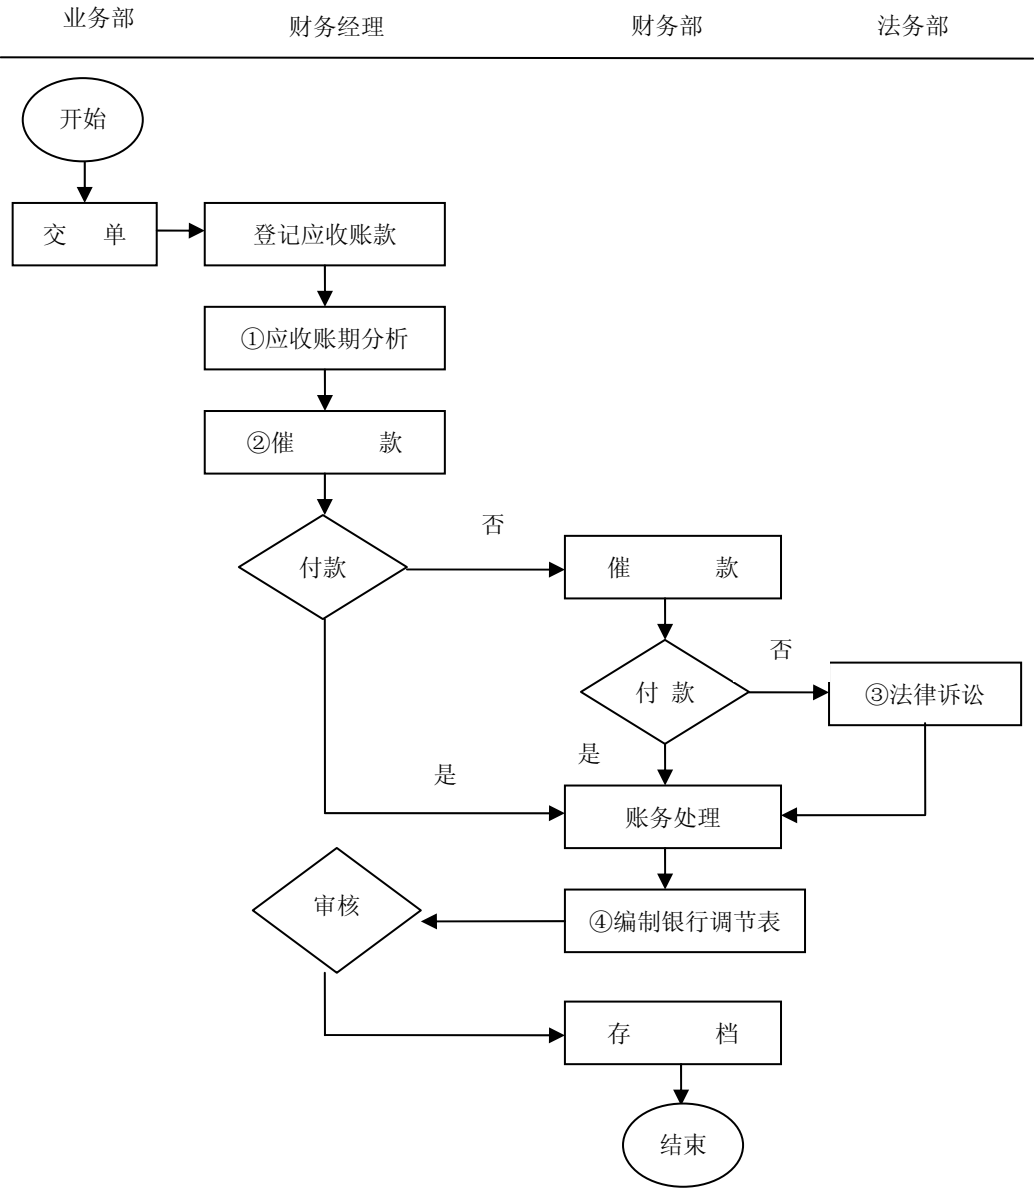 业务部 财务经理 财务部 法务部
开始
交 单 登记应收账款
①应收账期分析
②催 款
否
付款 催 款
否
付 款 ③法律诉讼
是
是
账务处理
审核
④编制银行调节表
存 档
结束